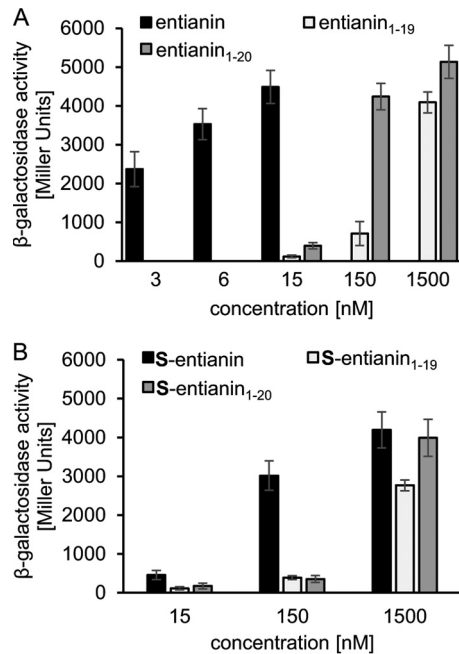 A
entianin
entianin1-19
entianin1-20
β-galactosidase activity
[Miller Units]
6000
5000
4000
3000
2000
1000
0
3 6 15 150 1500
concentration [nM]
B
S-entianin
S-entianin1-19
S-entianin1-20
β-galactosidase activity
[Miller Units]
6000
5000
4000
3000
2000
1000
0
15 150 1500
concentration [nM]